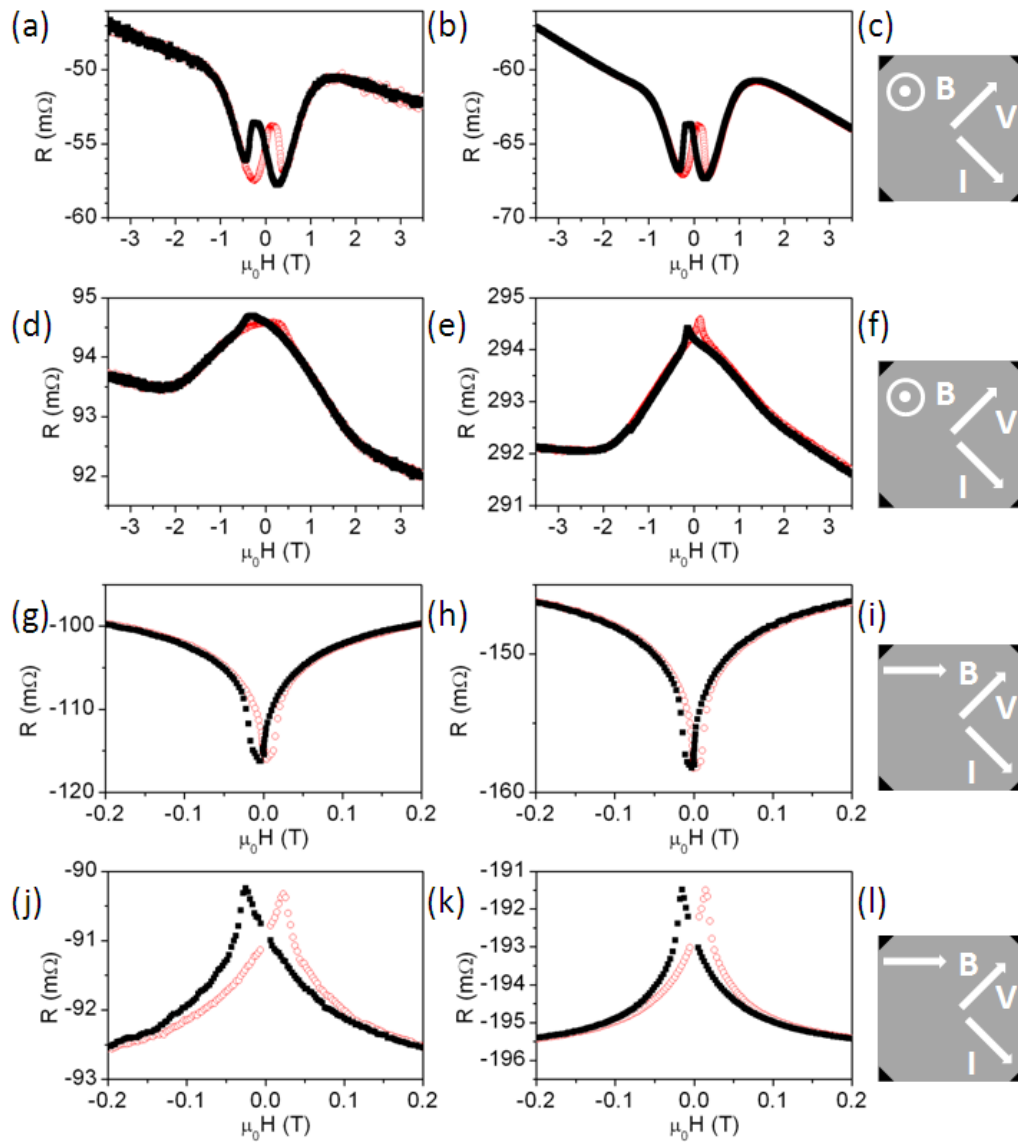 (a)
R (mΩ)
-50
-55
-60
-3 -2 -1 0 1 2 3
μ₀H (T)
(b)
R (mΩ)
-60
-65
-70
-3 -2 -1 0 1 2 3
μ₀H (T)
(c)
B
V
I
(d)
R (mΩ)
95
94
93
92
-3 -2 -1 0 1 2 3
μ₀H (T)
(e)
R (mΩ)
295
294
293
292
291
-3 -2 -1 0 1 2 3
μ₀H (T)
(f)
B
V
I
(g)
R (mΩ)
-100
-110
-120
-0.2 -0.1 0.0 0.1 0.2
μ₀H (T)
(h)
R (mΩ)
-150
-160
-0.2 -0.1 0.0 0.1 0.2
μ₀H (T)
(i)
B
V
I
(j)
R (mΩ)
-90
-91
-92
-93
-0.2 -0.1 0.0 0.1 0.2
μ₀H (T)
(k)
R (mΩ)
-191
-192
-193
-194
-195
-196
-0.2 -0.1 0.0 0.1 0.2
μ₀H (T)
(l)
B
V
I